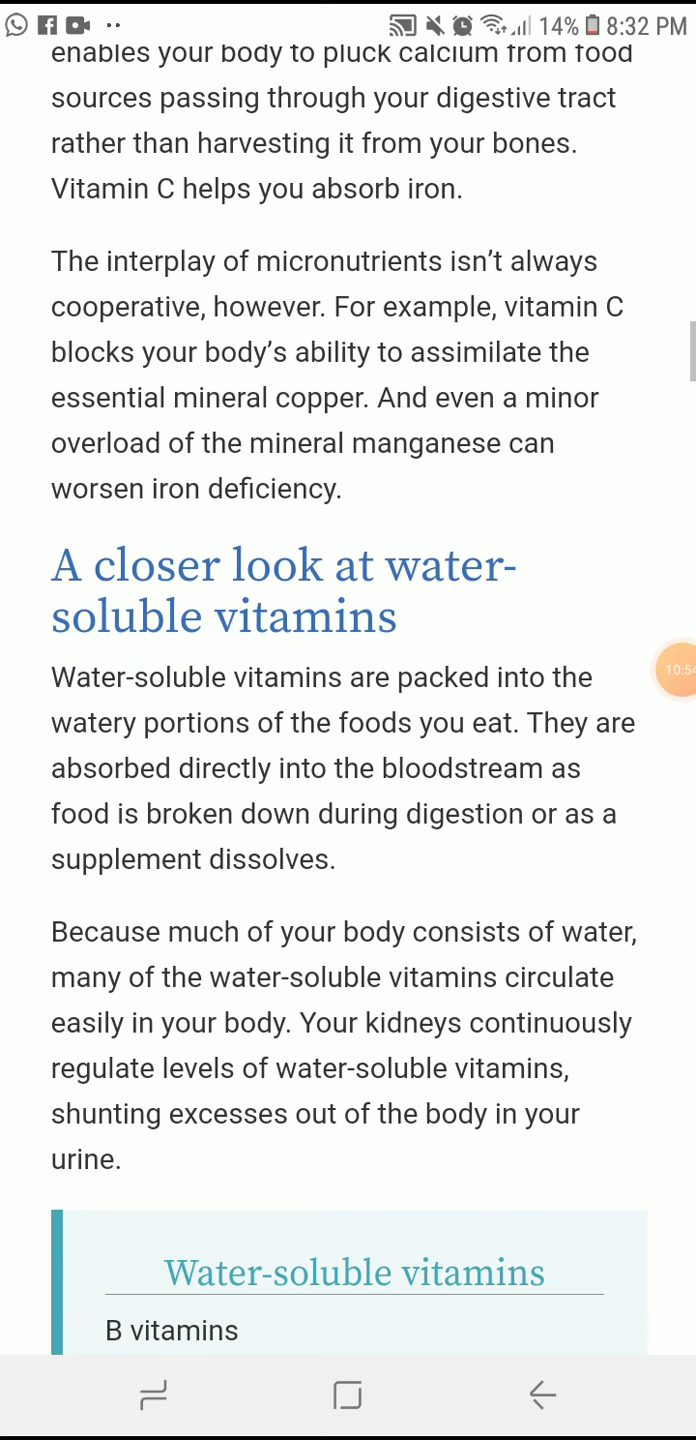 14% 8:32 PM
enables your body to pluck calcium from food
sources passing through your digestive tract
rather than harvesting it from your bones.
Vitamin C helps you absorb iron.
The interplay of micronutrients isn’t always
cooperative, however. For example, vitamin C
blocks your body’s ability to assimilate the
essential mineral copper. And even a minor
overload of the mineral manganese can
worsen iron deficiency.
A closer look at water-
soluble vitamins
10:54
Water-soluble vitamins are packed into the
watery portions of the foods you eat. They are
absorbed directly into the bloodstream as
food is broken down during digestion or as a
supplement dissolves.
Because much of your body consists of water,
many of the water-soluble vitamins circulate
easily in your body. Your kidneys continuously
regulate levels of water-soluble vitamins,
shunting excesses out of the body in your
urine.
Water-soluble vitamins
B vitamins